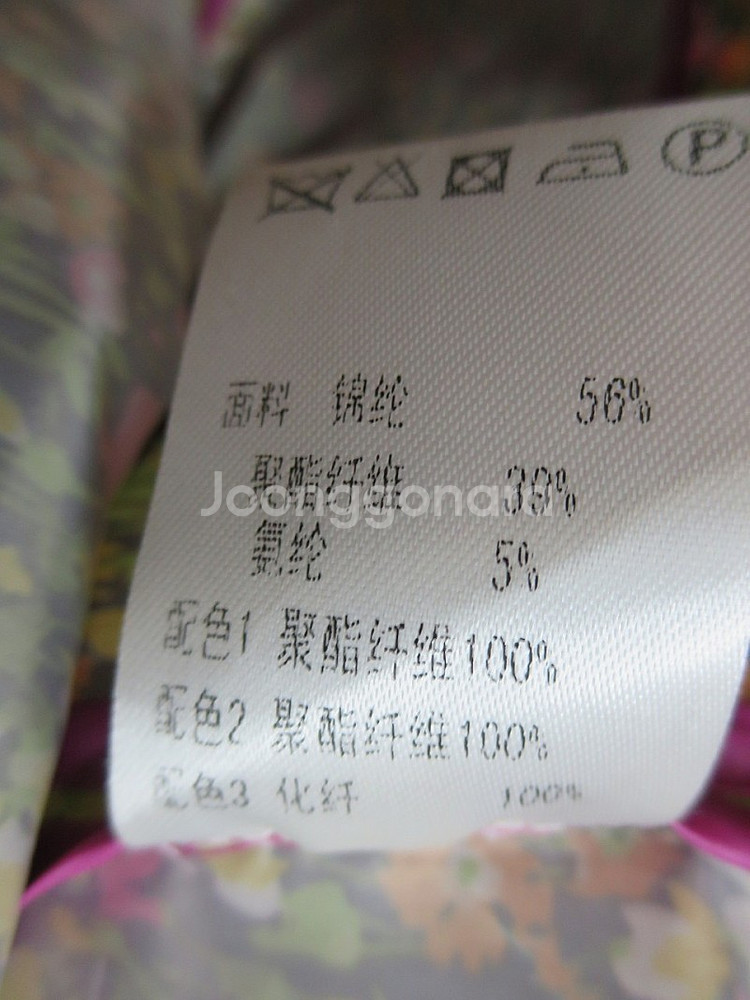 P
面料 锦纶 56%
聚酯纤维 39%
Joonggonara
氨纶 5%
配色1 聚酯纤维100%
配色2 聚酯纤维100%
配色3 化纤 100%